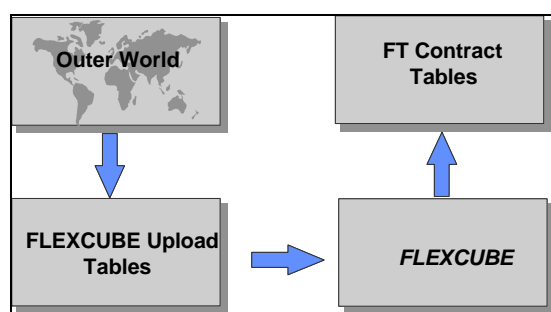 Outer World
FT Contract
Tables
FLEXCUBE Upload
Tables
FLEXCUBE